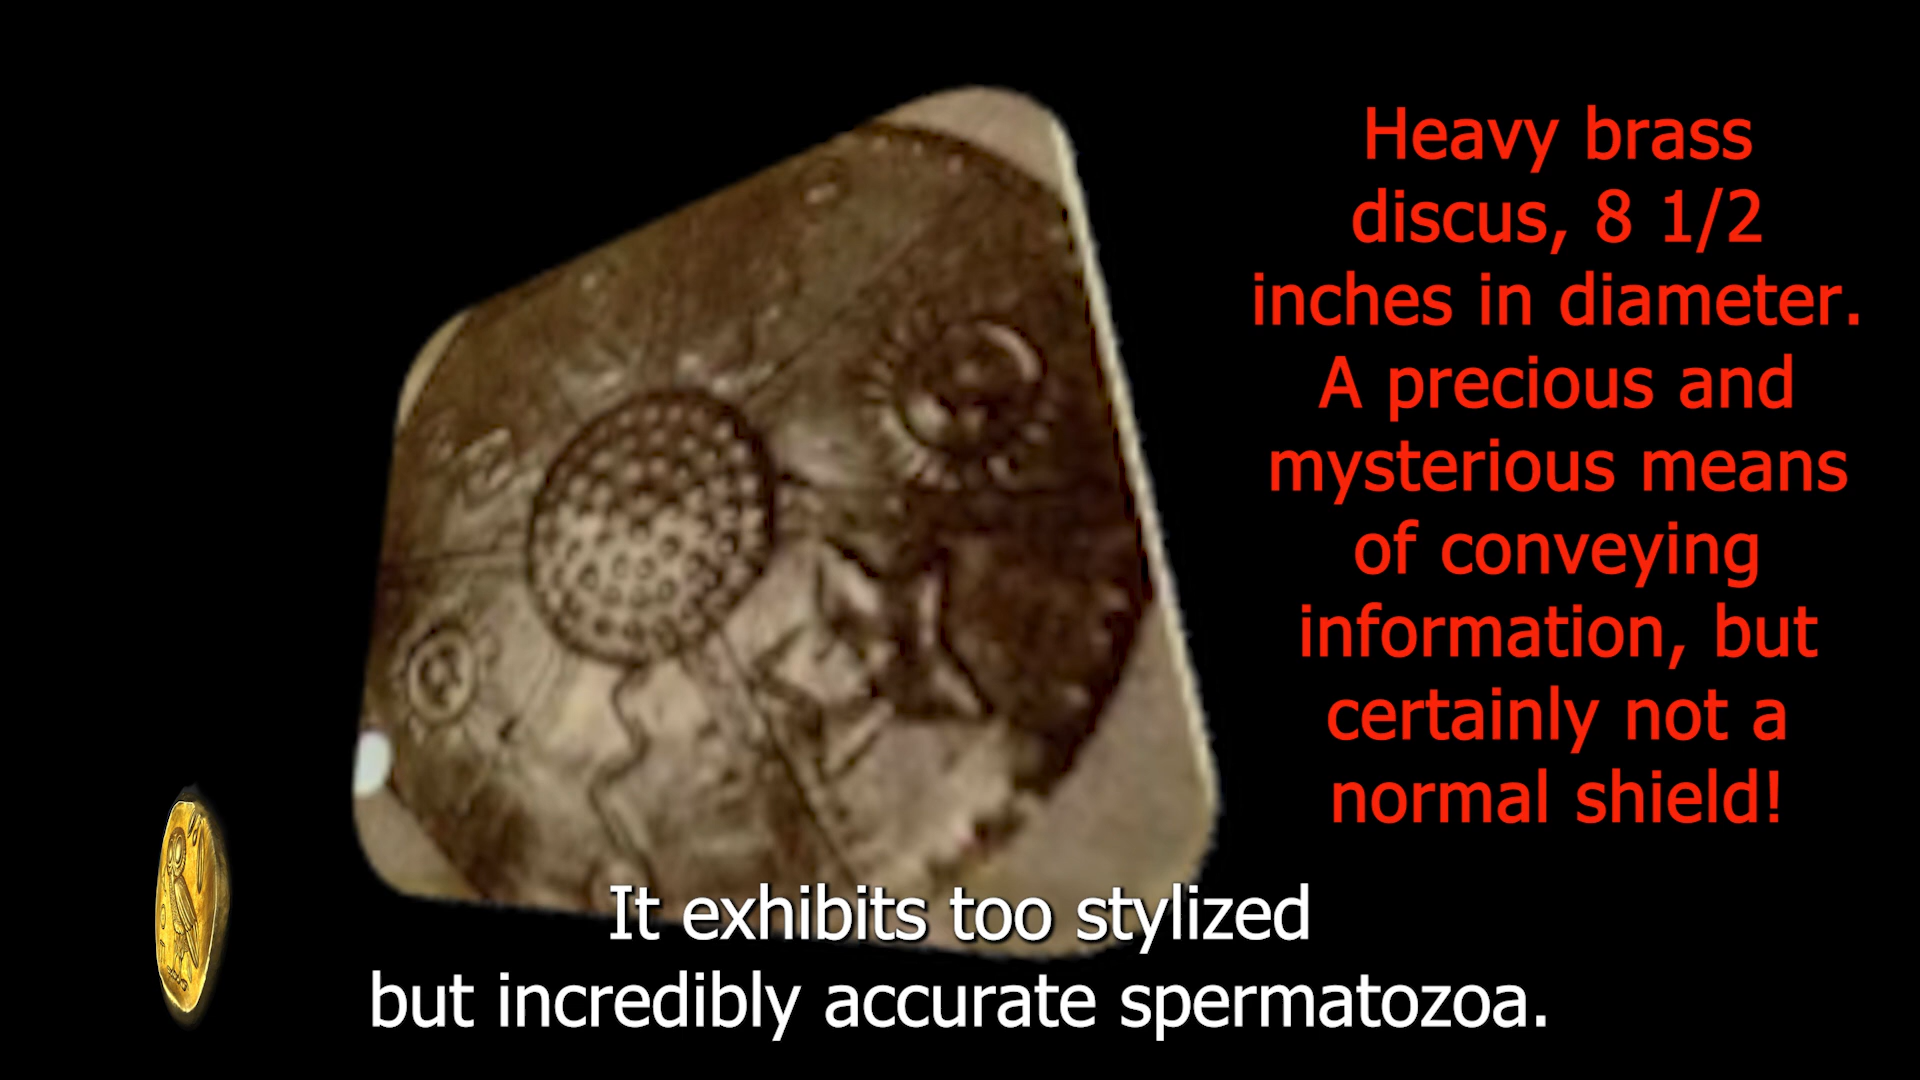 Heavy brass
discus, 8 1/2
inches in diameter.
A precious and
mysterious means
of conveying
information, but
certainly not a
normal shield!
It exhibits too stylized
but incredibly accurate spermatozoa.